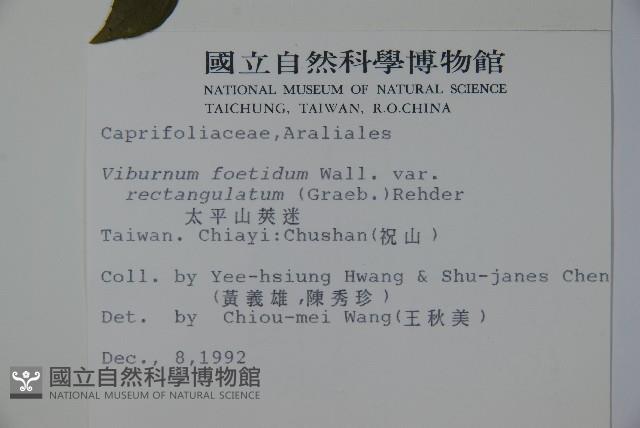 國立自然科學博物館
NATIONAL MUSEUM OF NATURAL SCIENCE
TAICHUNG, TAIWAN, R.O.CHINA
Caprifoliaceae,Araliales
Viburnum foetidum Wall. var.
rectangulatum (Graeb.)Rehder
太平山莢迷
Taiwan. Chiayi:Chushan(祝山)
Coll. by Yee-hsiung Hwang & Shu-janes Chen
(黃義雄,陳秀珍)
Det. by Chiou-mei Wang(王秋美)
Dec., 8,1992
國立自然科學博物館
NATIONAL MUSEUM OF NATURAL SCIENCE